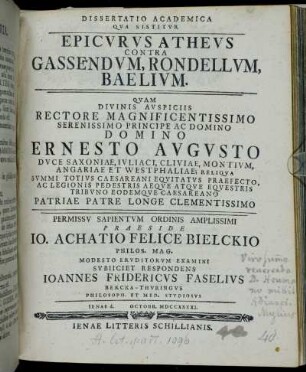 DISSERTATIO ACADEMICA
QVA SISTITVR
EPICVRVS ATHEVS
CONTRA
GASSENDVM, RONDELLVM,
BAELIVM.
QVAM
DIVINIS AVSPICIIS
RECTORE MAGNIFICENTISSIMO
SERENISSIMO PRINCIPE AC DOMINO
DOMINO
ERNESTO AVGVSTO
DVCE SAXONIAE, IVLIACI, CLIVIAE, MONTIVM,
ANGARIAE ET WESTPHALIAE; RELIQVA
SVMMI TOTIVS CAESAREANI EQVITATVS PRAEFECTO,
AC LEGIONIS PEDESTRIS AEQVE ATQVE EQVESTRIS
TRIBVNO EODEMQVE CAESAREANO
PATRIAE PATRE LONGE CLEMENTISSIMO
PERMISSV SAPIENTVM ORDINIS AMPLISSIMI
PRAESIDE
IO. ACHATIO FELICE BIELCKIO
PHILOS. MAG.
MODESTO ERVDITORVM EXAMINI
SVBIICIET RESPONDENS
IOANNES FRIDERICVS FASELIVS
BERCKA-THVRINGVS
PHILOSOPH. ET MED. STVDIOSVS
IENAE d. OCTOBR. MDCCXXXXI.
IENAE LITTERIS SCHILLIANIS.